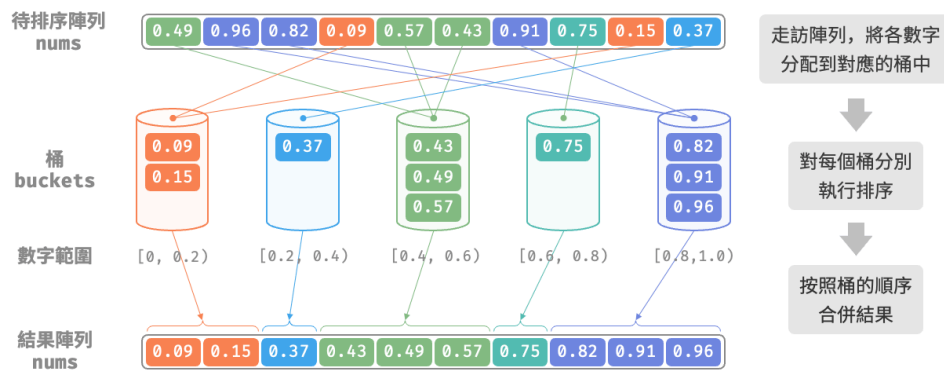 待排序陣列
nums
0.49 0.96 0.82 0.09 0.57 0.43 0.91 0.75 0.15 0.37
走訪陣列，將各數字
分配到對應的桶中
桶
buckets
0.09
0.15
0.37
0.43
0.49
0.57
0.75
0.82
0.91
0.96
對每個桶分別
執行排序
數字範圍
[0, 0.2) [0.2, 0.4) [0.4, 0.6) [0.6, 0.8) [0.8,1.0)
按照桶的順序
合併結果
結果陣列
nums
0.09 0.15 0.37 0.43 0.49 0.57 0.75 0.82 0.91 0.96